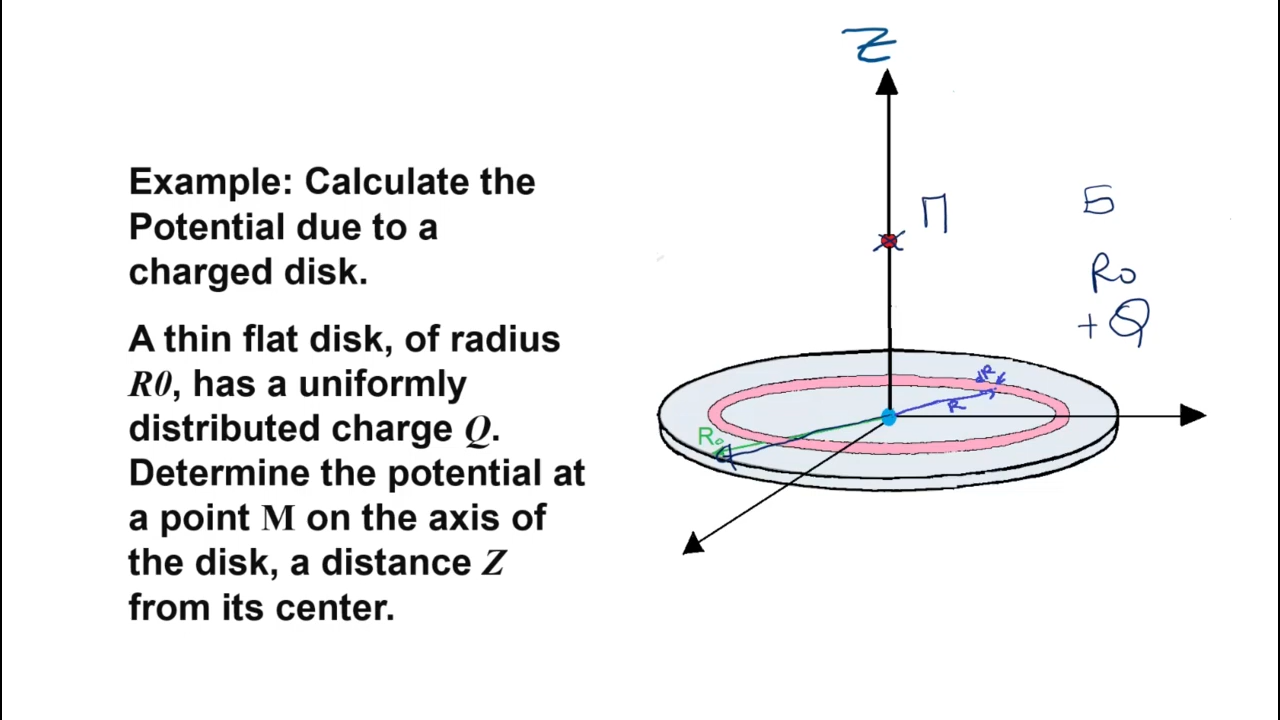 Example: Calculate the
Potential due to a
charged disk.
A thin flat disk, of radius
R0, has a uniformly
distributed charge Q.
Determine the potential at
a point M on the axis of
the disk, a distance Z
from its center.
Z
R₀
+Q
R₀
R
R